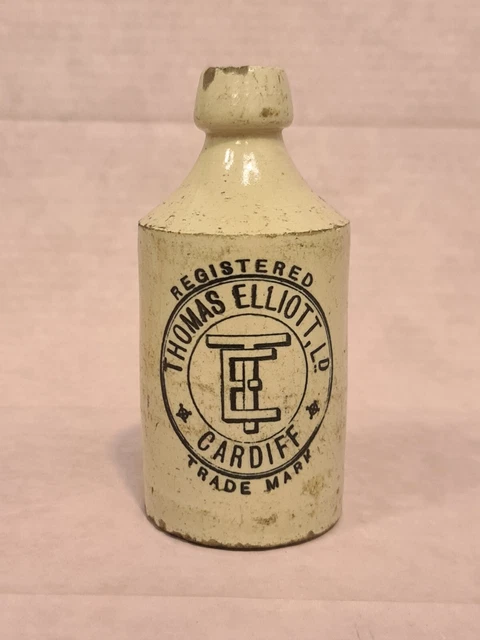 REGISTERED
THOMAS ELLIOTT, LD.
TE
CARDIFF
TRADE MARK